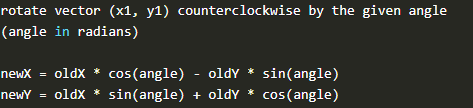 rotate vector (x1, y1) counterclockwise by the given angle
(angle in radians)
newX = oldX * cos(angle) - oldY * sin(angle)
newY = oldX * sin(angle) + oldY * cos(angle)